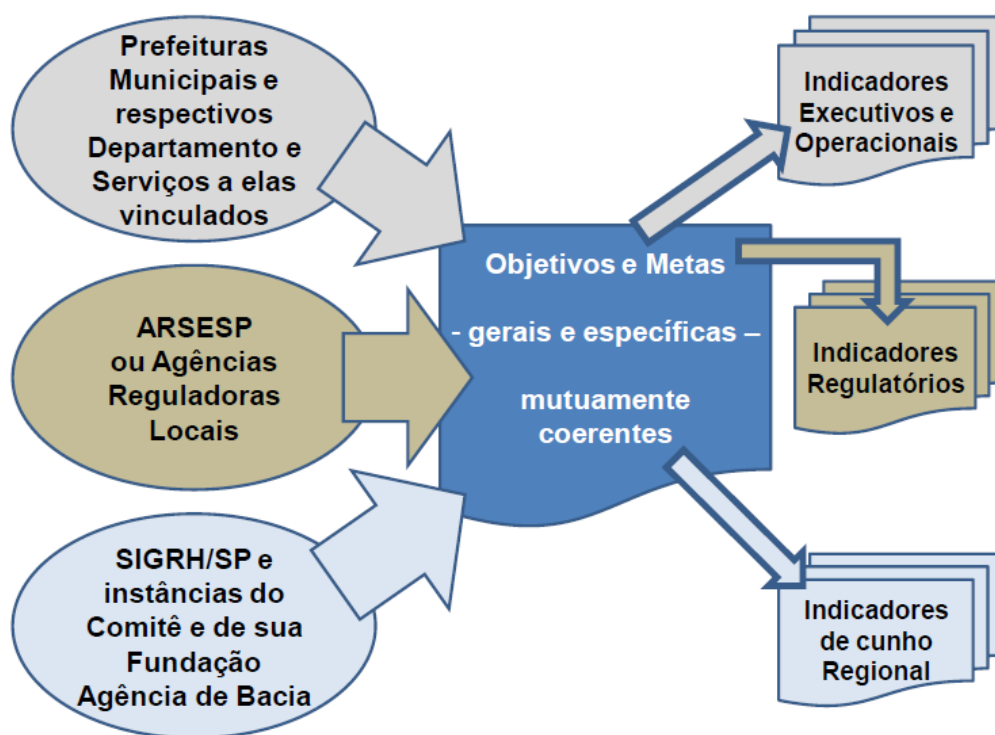 Prefeituras
Municipais e
respectivos
Departamento e
Serviços a elas
vinculados
ARSESP
ou Agências
Reguladoras
Locais
SIGRH/SP e
instâncias do
Comitê e de sua
Fundação
Agência de Bacia
Objetivos e Metas
- gerais e específicas –
mutuamente
coerentes
Indicadores
Executivos e
Operacionais
Indicadores
Regulatórios
Indicadores
de cunho
Regional